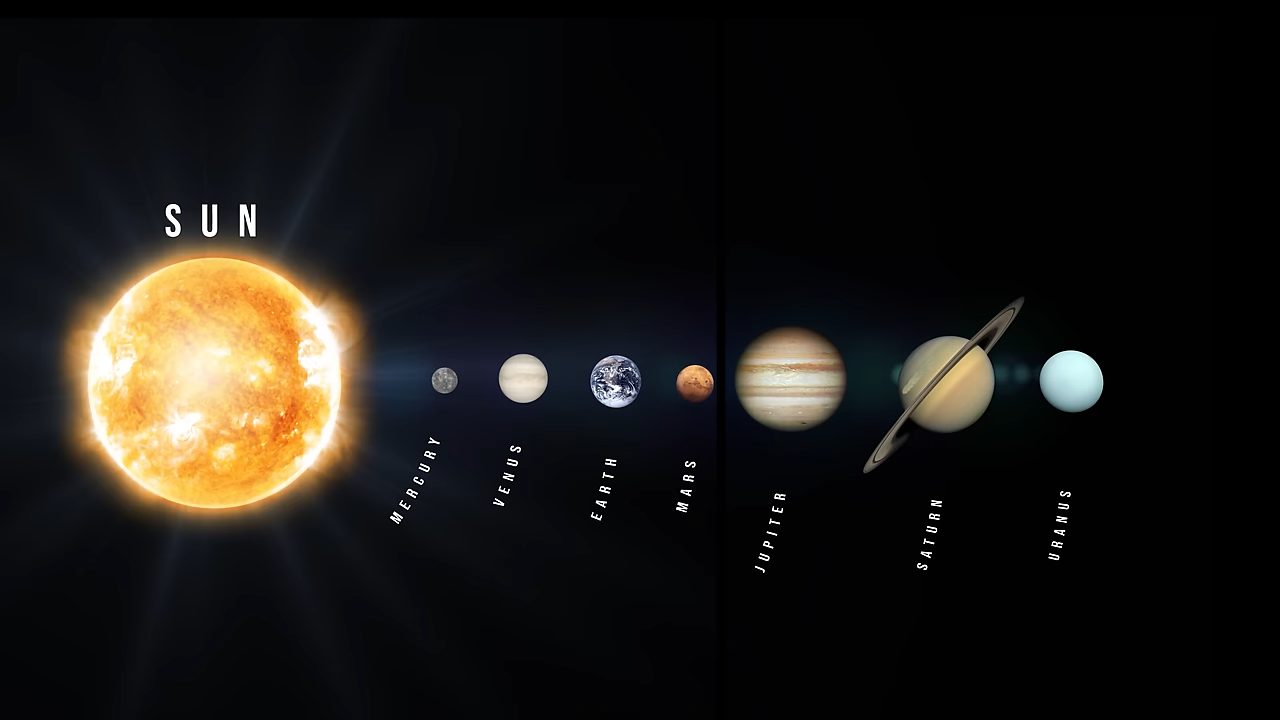 SUN
MERCURY
VENUS
EARTH
MARS
JUPITER
SATURN
URANUS